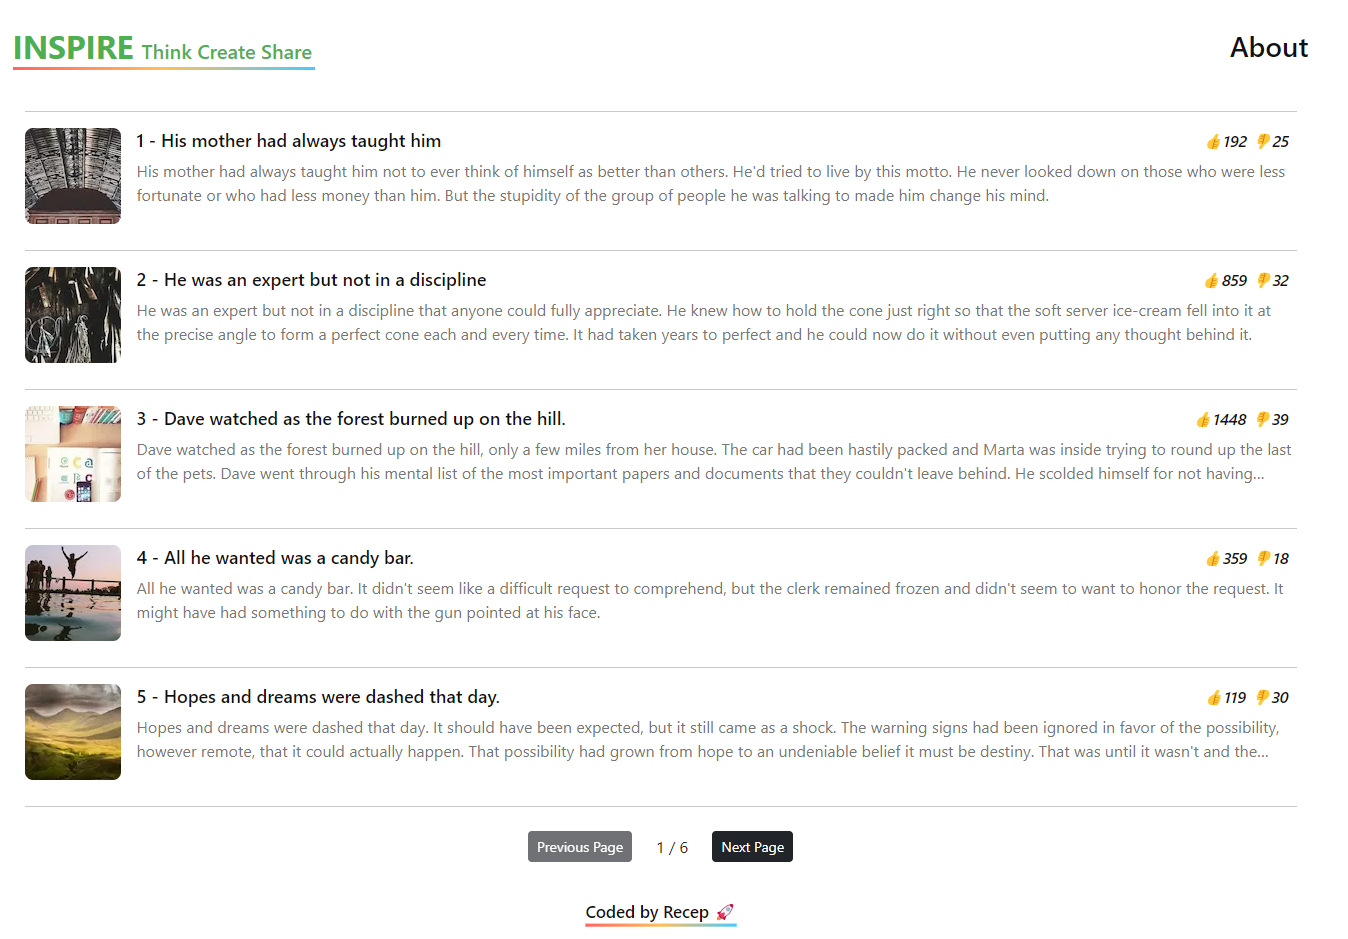 INSPIRE Think Create Share
About
1 - His mother had always taught him
👍192 👎25
His mother had always taught him not to ever think of himself as better than others. He'd tried to live by this motto. He never looked down on those who were less
fortunate or who had less money than him. But the stupidity of the group of people he was talking to made him change his mind.
2 - He was an expert but not in a discipline
👍859 👎32
He was an expert but not in a discipline that anyone could fully appreciate. He knew how to hold the cone just right so that the soft server ice-cream fell into it at
the precise angle to form a perfect cone each and every time. It had taken years to perfect and he could now do it without even putting any thought behind it.
3 - Dave watched as the forest burned up on the hill.
👍1448 👎39
Dave watched as the forest burned up on the hill, only a few miles from her house. The car had been hastily packed and Marta was inside trying to round up the last
of the pets. Dave went through his mental list of the most important papers and documents that they couldn't leave behind. He scolded himself for not having...
4 - All he wanted was a candy bar.
👍359 👎18
All he wanted was a candy bar. It didn't seem like a difficult request to comprehend, but the clerk remained frozen and didn't seem to want to honor the request. It
might have had something to do with the gun pointed at his face.
5 - Hopes and dreams were dashed that day.
👍119 👎30
Hopes and dreams were dashed that day. It should have been expected, but it still came as a shock. The warning signs had been ignored in favor of the possibility,
however remote, that it could actually happen. That possibility had grown from hope to an undeniable belief it must be destiny. That was until it wasn't and the...
Previous Page 1 / 6 Next Page
Coded by Recep 🚀